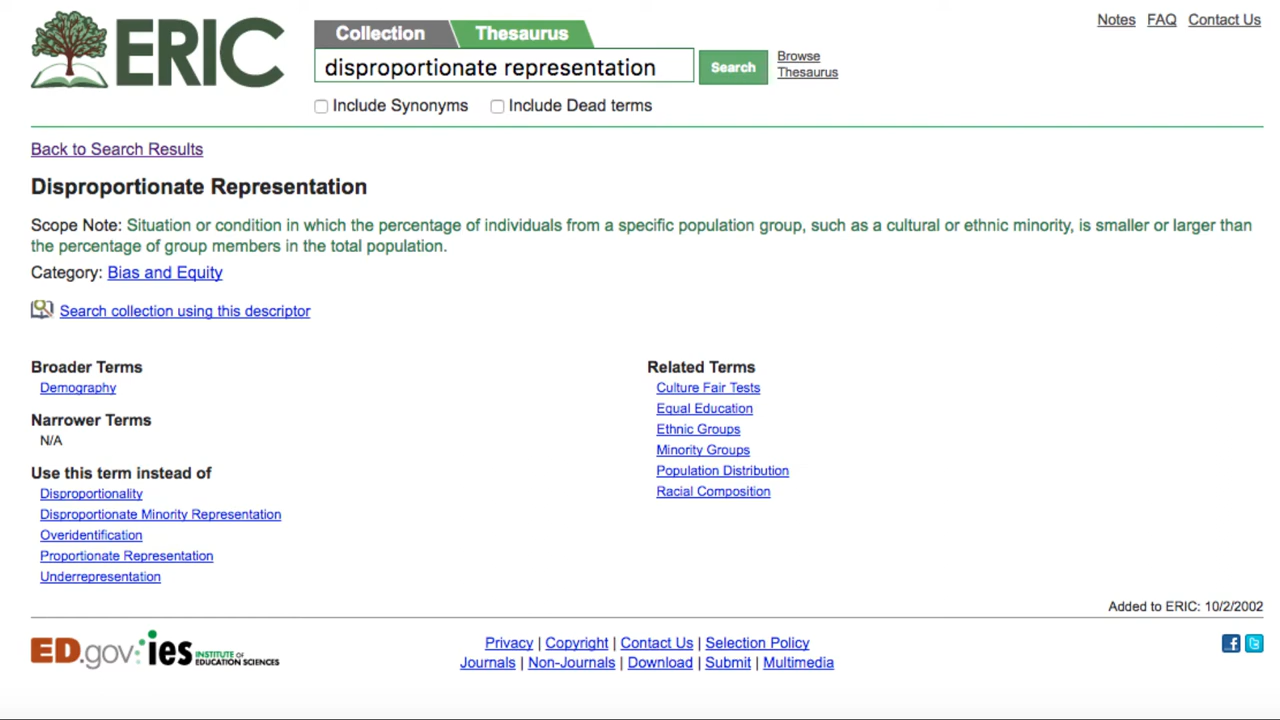 ERIC
Collection
Thesaurus
Notes
FAQ
Contact Us
disproportionate representation
Search
Browse
Thesaurus
Include Synonyms
Include Dead terms
Back to Search Results
Disproportionate Representation
Scope Note: Situation or condition in which the percentage of individuals from a specific population group, such as a cultural or ethnic minority, is smaller or larger than
the percentage of group members in the total population.
Category: Bias and Equity
Search collection using this descriptor
Broader Terms
Demography
Narrower Terms
N/A
Use this term instead of
Disproportionality
Disproportionate Minority Representation
Overidentification
Proportionate Representation
Underrepresentation
Related Terms
Culture Fair Tests
Equal Education
Ethnic Groups
Minority Groups
Population Distribution
Racial Composition
Added to ERIC: 10/2/2002
ED.gov
ies INSTITUTE OF
EDUCATION SCIENCES
Privacy | Copyright | Contact Us | Selection Policy
Journals | Non-Journals | Download | Submit | Multimedia